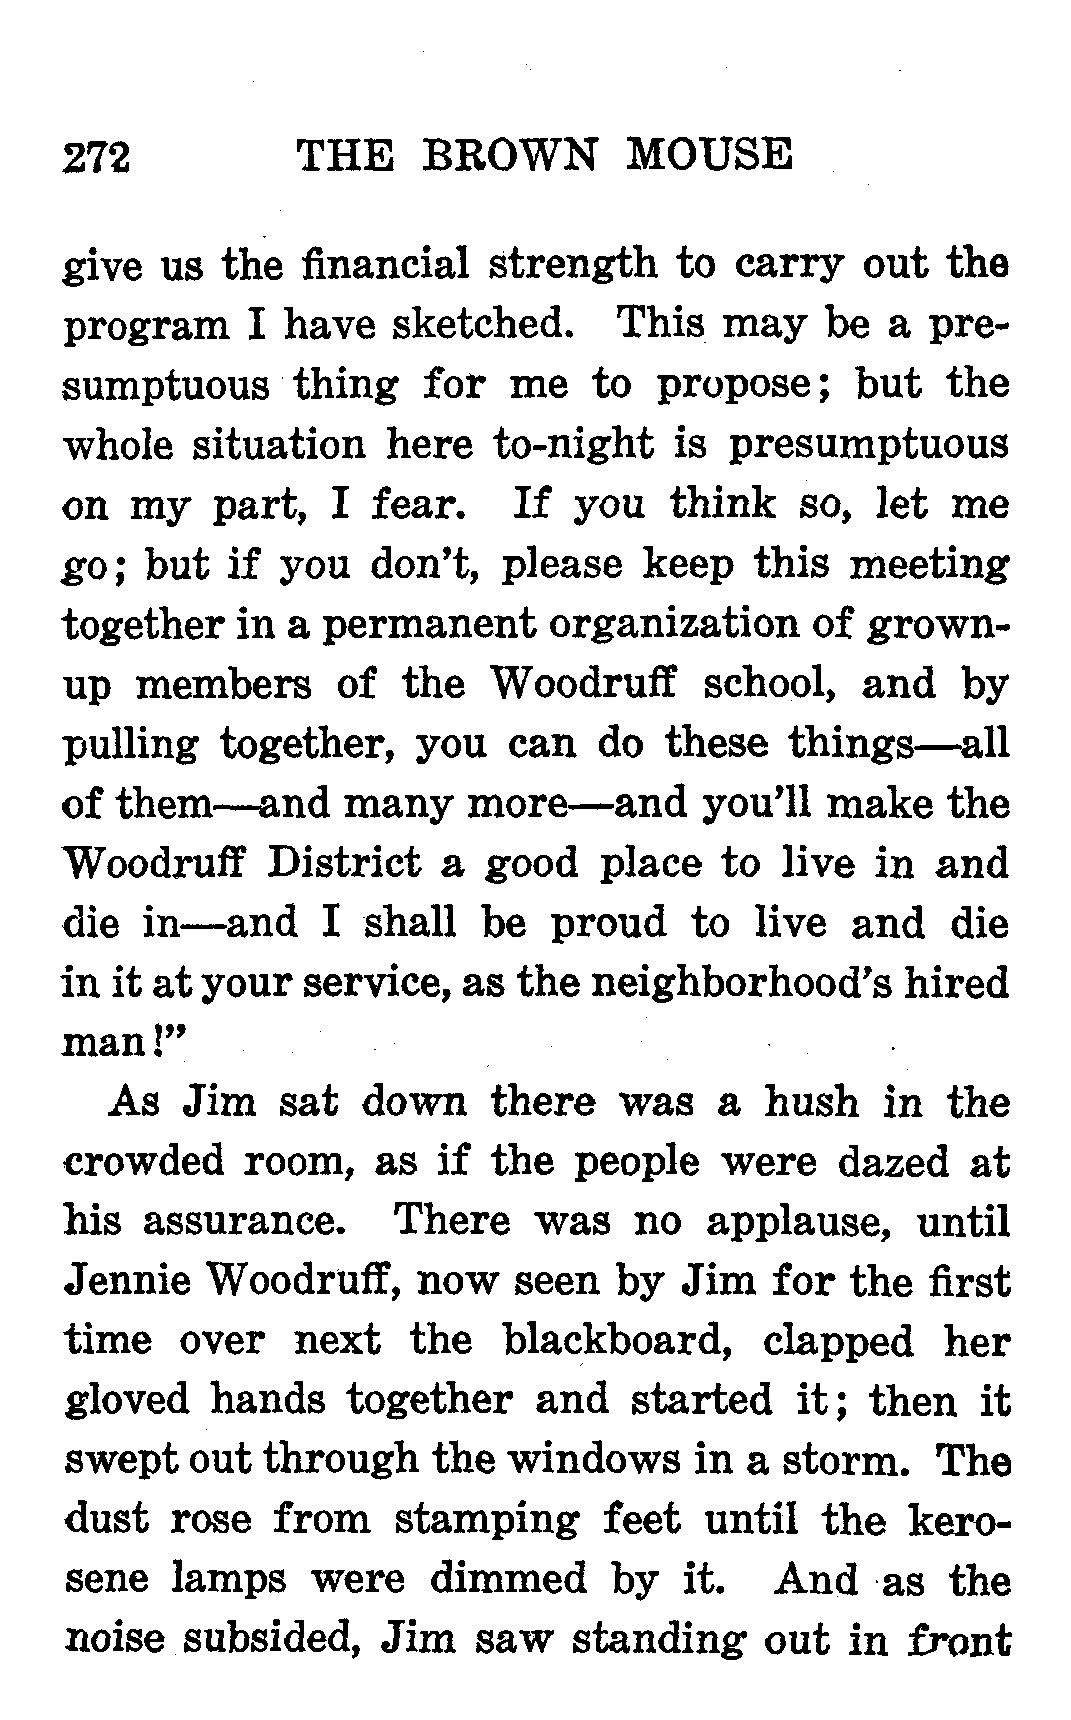 272 THE BROWN MOUSE
give us the financial strength to carry out the
program I have sketched. This may be a pre-
sumptuous thing for me to propose; but the
whole situation here to-night is presumptuous
on my part, I fear. If you think so, let me
go; but if you don't, please keep this meeting
together in a permanent organization of grown-
up members of the Woodruff school, and by
pulling together, you can do these things—all
of them—and many more—and you'll make the
Woodruff District a good place to live in and
die in—and I shall be proud to live and die
in it at your service, as the neighborhood's hired
man!”
As Jim sat down there was a hush in the
crowded room, as if the people were dazed at
his assurance. There was no applause, until
Jennie Woodruff, now seen by Jim for the first
time over next the blackboard, clapped her
gloved hands together and started it; then it
swept out through the windows in a storm. The
dust rose from stamping feet until the kero-
sene lamps were dimmed by it. And as the
noise subsided, Jim saw standing out in front